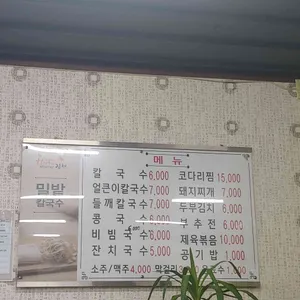 밀밭
칼국수
메뉴
칼국수 6,000 코다리찜 15,000
얼큰이칼국수 7,000 돼지찌개 7,000
들깨칼국수 7,000 두부김치 6,000
콩국수 부추전 6,000
비빔국수 제육볶음 10,000
잔치국수 5,000 공기밥 1,000
소주/맥주 4,000 막걸리